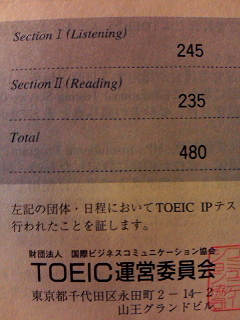 Section I (Listening)
245
Section II (Reading)
235
Total
480
左記の団体・日程においてTOEIC IPテス
行われたことを証します。
財団法人 国際ビジネスコミュニケーション協会
TOEIC運営委員会
東京都千代田区永田町2-14-2
山王グランドビル